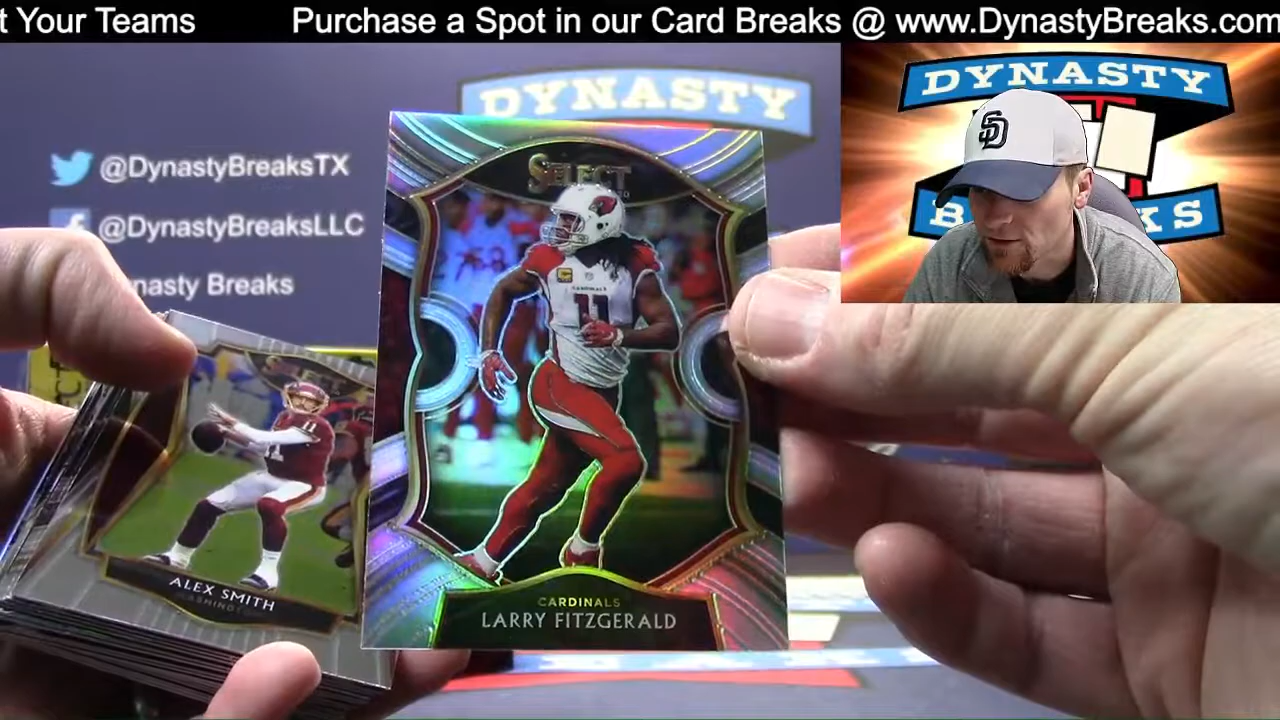 t Your Teams Purchase a Spot in our Card Breaks @ www.DynastyBreaks.com
DYNASTY
@DynastyBreaksTX
@DynastyBreaksLLC
nasty Breaks
DYNASTY
SD
B KS
SELECT
11
CARDINALS
LARRY FITZGERALD
SELECT
ALEX SMITH